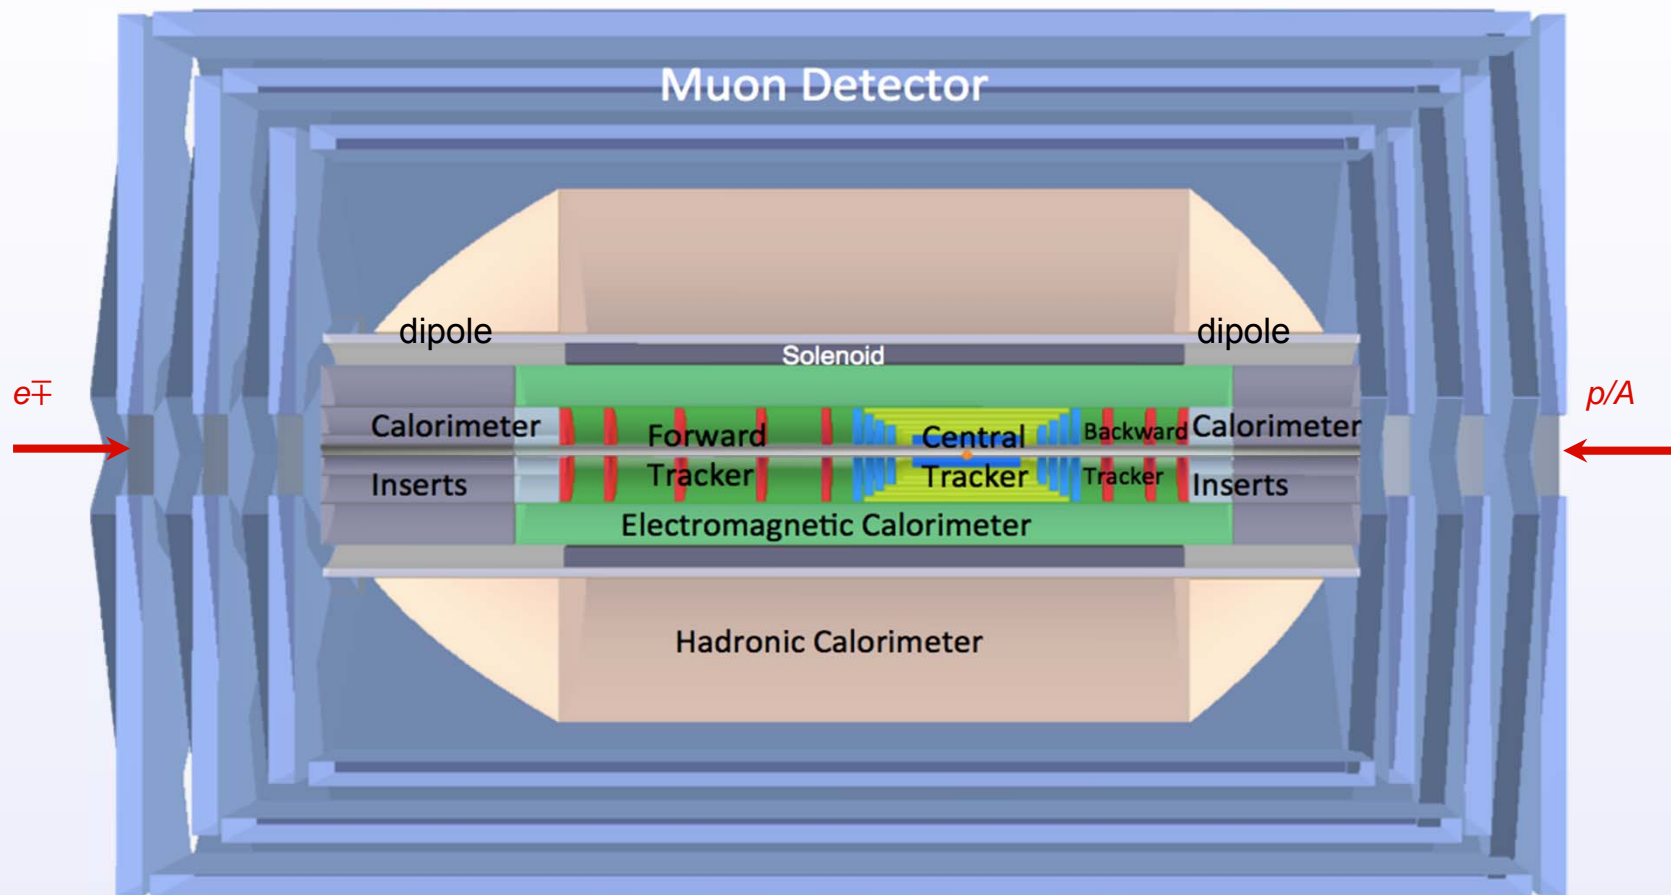 Muon Detector
dipole
dipole
Solenoid
e∓
p/A
Calorimeter
Forward
Central
Backward
Calorimeter
Inserts
Tracker
Tracker
Tracker
Inserts
Electromagnetic Calorimeter
Hadronic Calorimeter